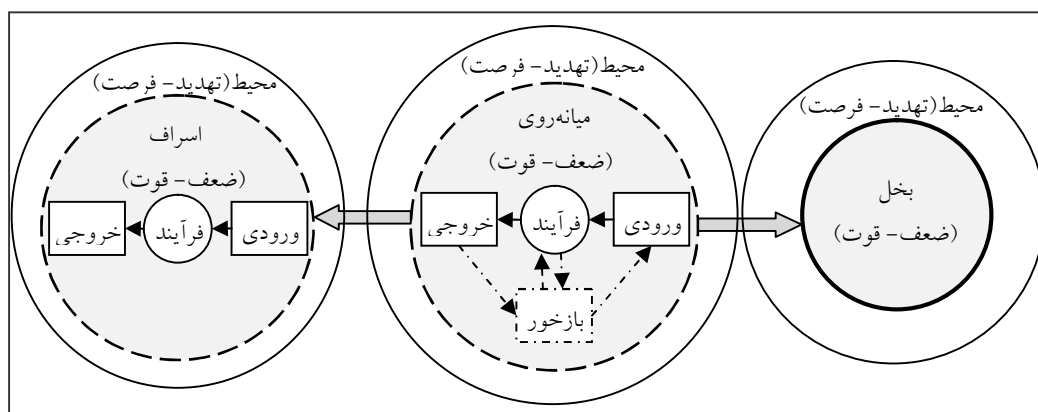 محیط(تهدید- فرصت)
بخل
(ضعف- قوت)
محیط(تهدید- فرصت)
میانه‌روی
(ضعف- قوت)
ورودی
فرآیند
خروجی
بازخور
محیط(تهدید- فرصت)
اسراف
(ضعف- قوت)
ورودی
فرآیند
خروجی